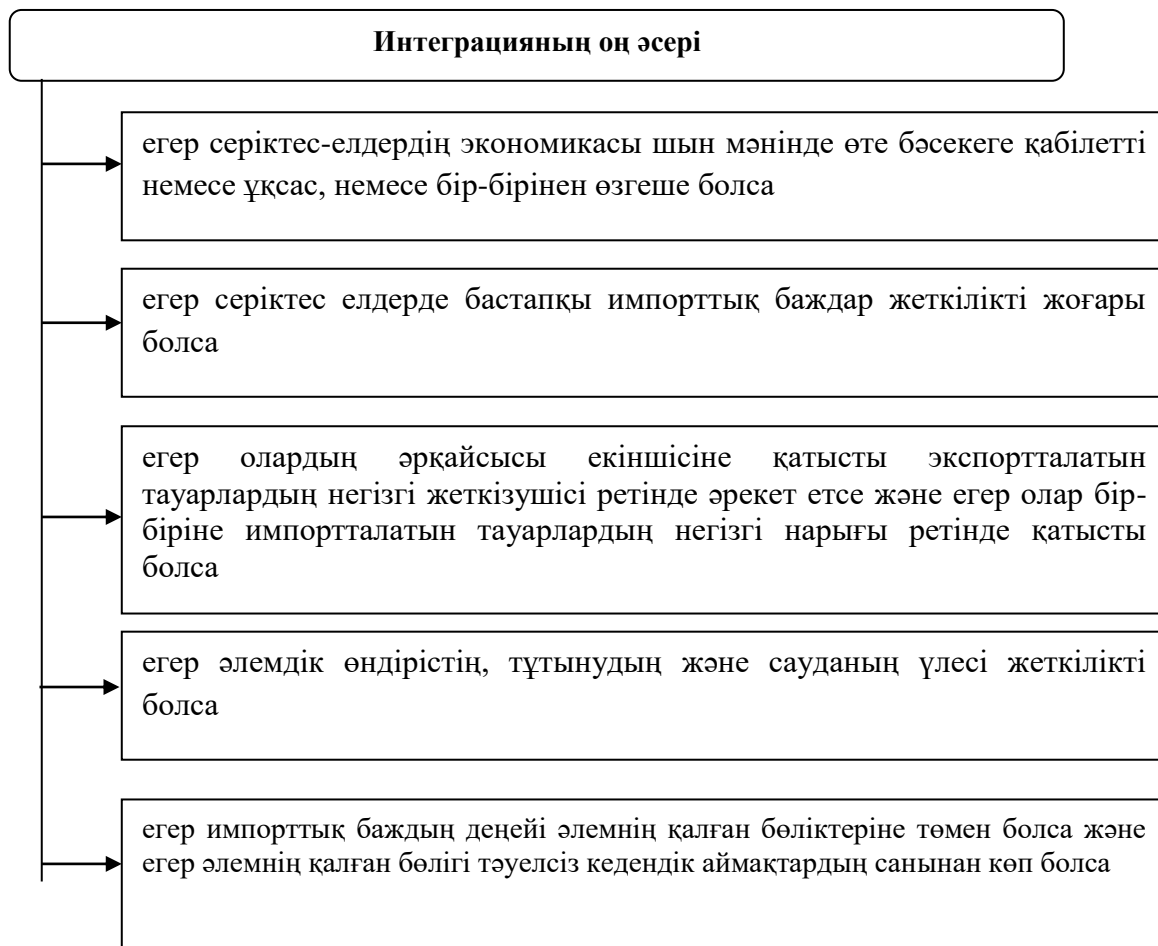 Интеграцияның оң әсері
егер серіктес-елдердің экономикасы шын мәнінде өте бәсекеге қабілетті
немесе ұқсас, немесе бір-бірінен өзгеше болса
егер серіктес елдерде бастапқы импорттық баждар жеткілікті жоғары
болса
егер олардың әрқайсысы екіншісіне қатысты экспортталатын
тауарлардың негізгі жеткізушісі ретінде әрекет етсе және егер олар бір-
біріне импортталатын тауарлардың негізгі нарығы ретінде қатысты
болса
егер әлемдік өндірістің, тұтынудың және сауданың үлесі жеткілікті
болса
егер импорттық баждың деңейі әлемнің қалған бөліктеріне төмен болса және
егер әлемнің қалған бөлігі тәуелсіз кедендік аймақтардың санынан көп болса